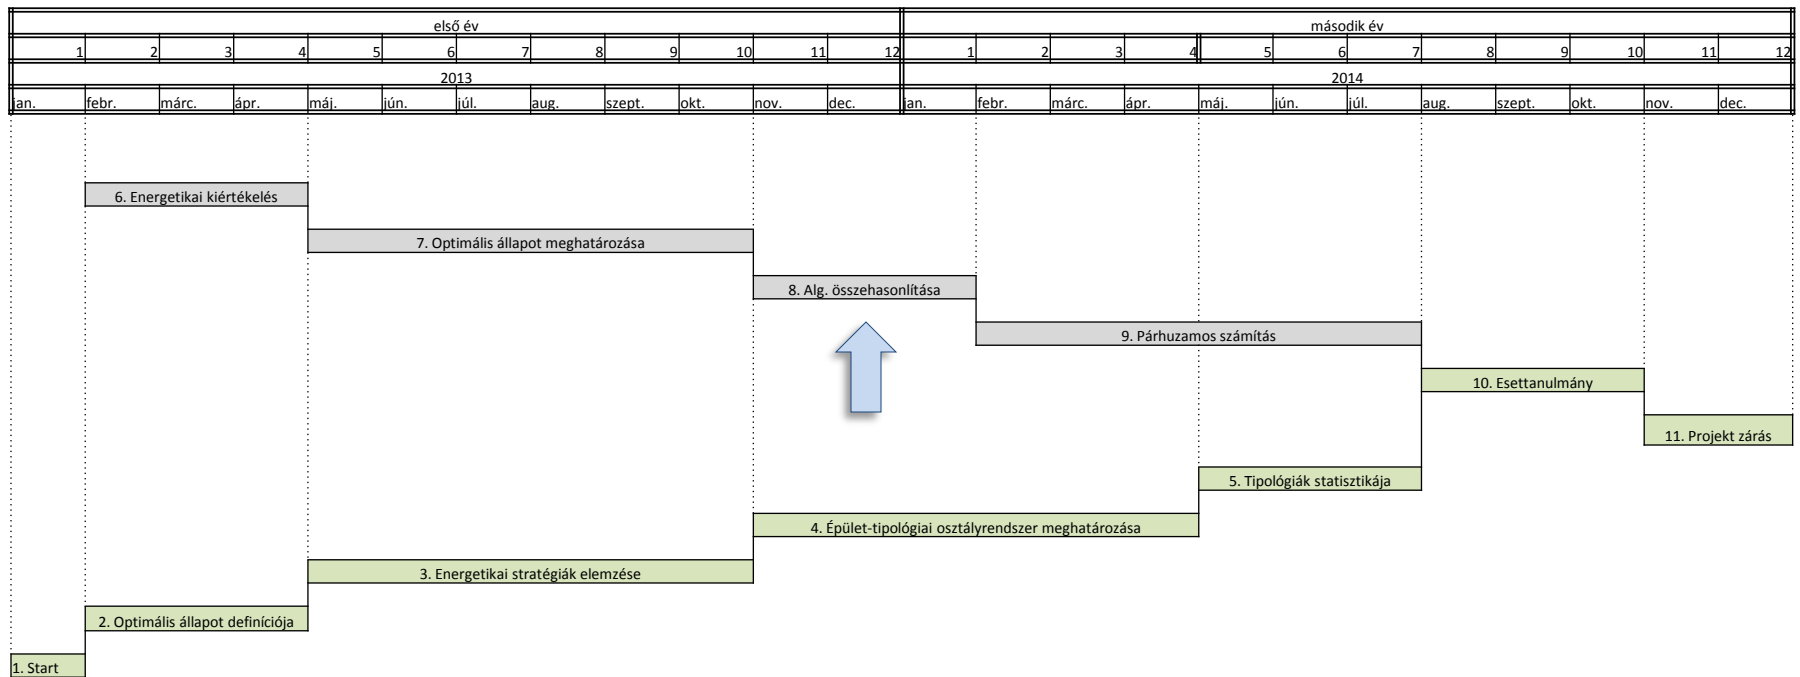 első év második év
1 2 3 4 5 6 7 8 9 10 11 12 1 2 3 4 5 6 7 8 9 10 11 12
2013 2014
jan. febr. márc. ápr. máj. jún. júl. aug. szept. okt. nov. dec. jan. febr. márc. ápr. máj. jún. júl. aug. szept. okt. nov. dec.
6. Energetikai kiértékelés
7. Optimális állapot meghatározása
8. Alg. összehasonlítása
9. Párhuzamos számítás
10. Esettanulmány
11. Projekt zárás
5. Tipológiák statisztikája
4. Épület-tipológiai osztályrendszer meghatározása
3. Energetikai stratégiák elemzése
2. Optimális állapot definíciója
1. Start